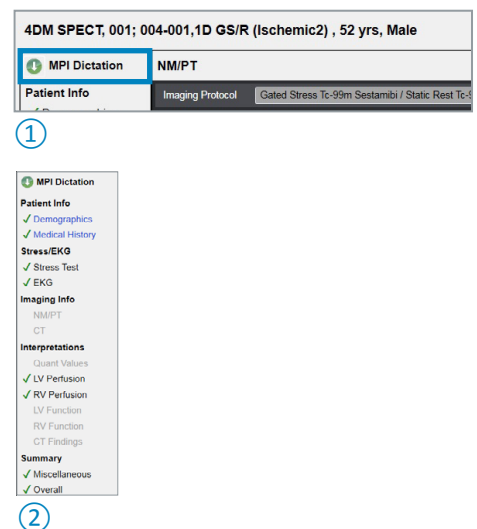 4DM SPECT, 001; 004-001,1D GS/R (Ischemic2) , 52 yrs, Male
MPI Dictation NM/PT
Patient Info Imaging Protocol Gated Stress Tc-99m Sestamibi / Static Rest
1
MPI Dictation
Patient Info
✓ Demographics
✓ Medical History
Stress/EKG
✓ Stress Test
✓ EKG
Imaging Info
NM/PT
CT
Interpretations
Quant Values
✓ LV Perfusion
✓ RV Perfusion
LV Function
RV Function
CT Findings
Summary
✓ Miscellaneous
✓ Overall
2